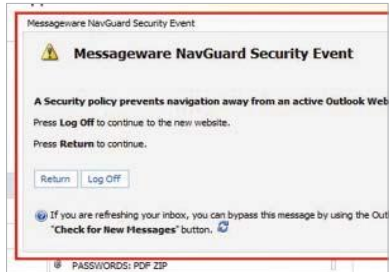 Messageware NavGuard Security Event
Messageware NavGuard Security Event
A Security policy prevents navigation away from an active Outlook Web
Press Log Off to continue to the new website.
Press Return to continue.
Return Log Off
If you are refreshing your inbox, you can bypass this message by using the Out
"Check for New Messages" button.
PASSWORDS: PDF ZIP